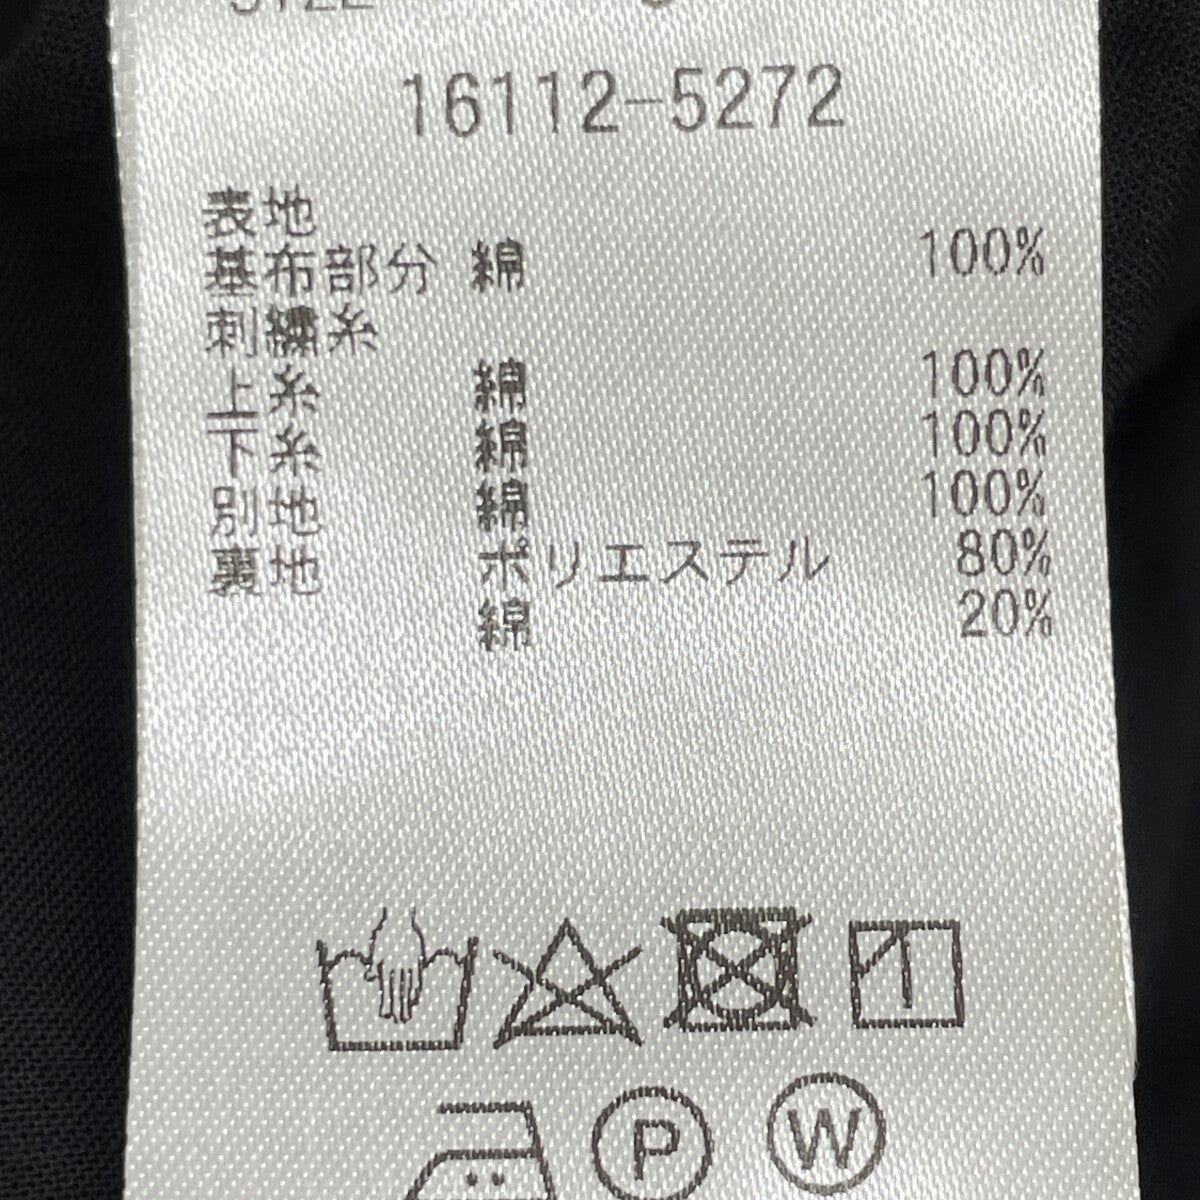 SIZE
16112-5272
表地
基布部分 綿 100%
刺繍糸
上糸 綿 100%
下糸 綿 100%
別地 綿 100%
裏地 ポリエステル 80%
綿 20%
P W